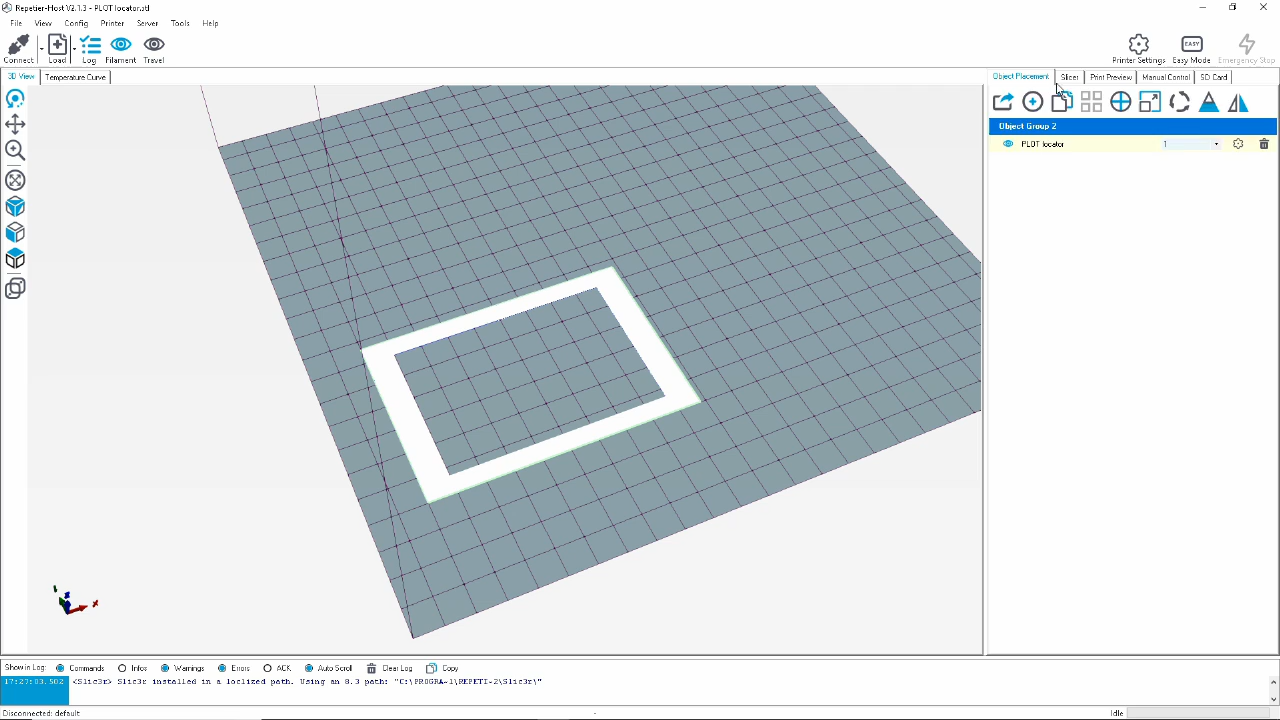 Repetier-Host V2.1.3 - PLOT locator.stl
File View Config Printer Server Tools Help
Connect Load Log Filament Travel
Printer Settings EASY Easy Mode Emergency Stop
3D View Temperature Curve
Object Placement Slicer Print Preview Manual Control SD Card
Object Group 2
PLOT locator 1
Show in Log: Commands Infos Warnings Errors ACK Auto Scroll Clear Log Copy
17:27:03.502 <Slic3r> Slic3r installed in a loclized path. Using an 8.3 path: "C:\PROGRA~1\REPETI~2\Slic3r\"
Disconnected: default
-
Idle